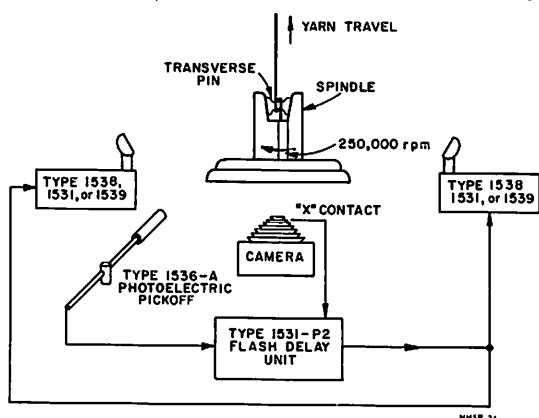 YARN TRAVEL
TRANSVERSE
PIN
SPINDLE
250,000 rpm
TYPE 1538,
1531, or 1539
"X" CONTACT
TYPE 1538
1531, or 1539
CAMERA
TYPE 1536-A
PHOTOELECTRIC
PICKOFF
TYPE 1531-P2
FLASH DELAY
UNIT